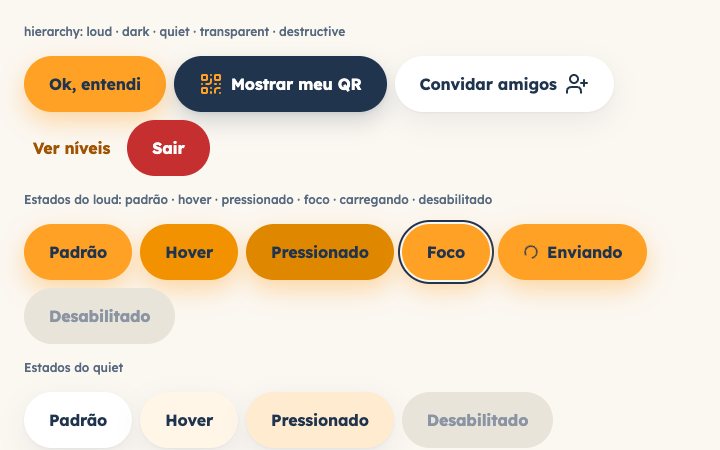 hierarchy: loud · dark · quiet · transparent · destructive
Ok, entendi Mostrar meu QR Convidar amigos
Ver níveis Sair
Estados do loud: padrão · hover · pressionado · foco · carregando · desabilitado
Padrão Hover Pressionado Foco Enviando
Desabilitado
Estados do quiet
Padrão Hover Pressionado Desabilitado